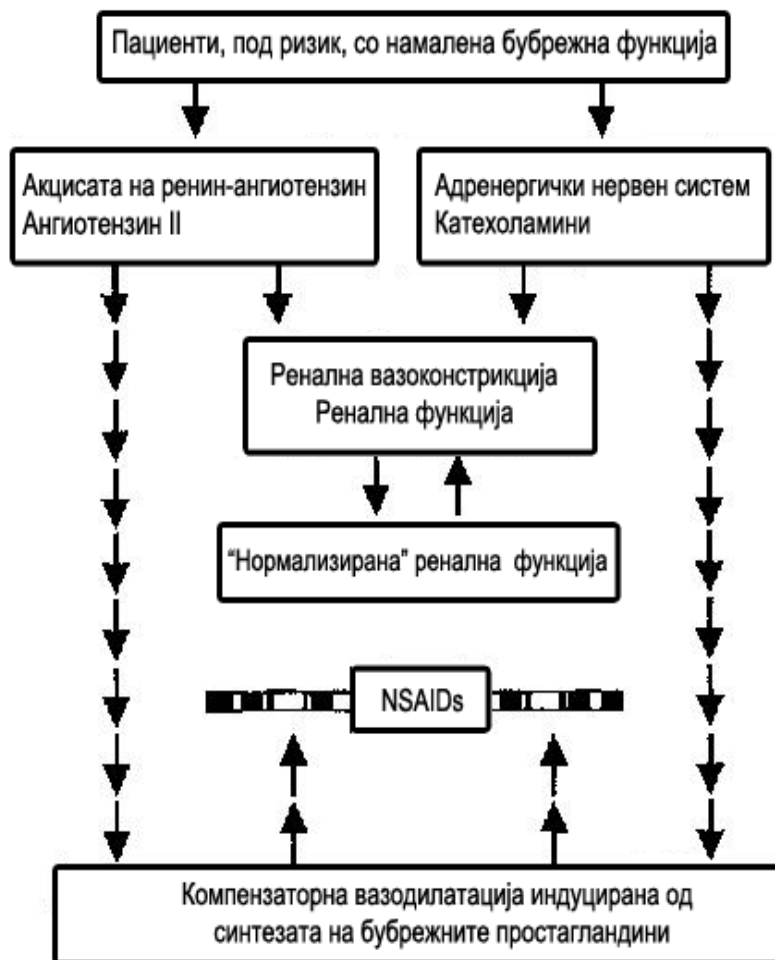 Пациенти, под ризик, со намалена бубрежна функција
Акцисата на ренин-ангиотензин
Ангиотензин II
Адренергички нервен систем
Катехоламини
Ренална вазоконстрикција
Ренална функција
“Нормализирана” ренална функција
NSAIDs
Компензаторна вазодилатација индуцирана од
синтезата на бубрежните простагландини